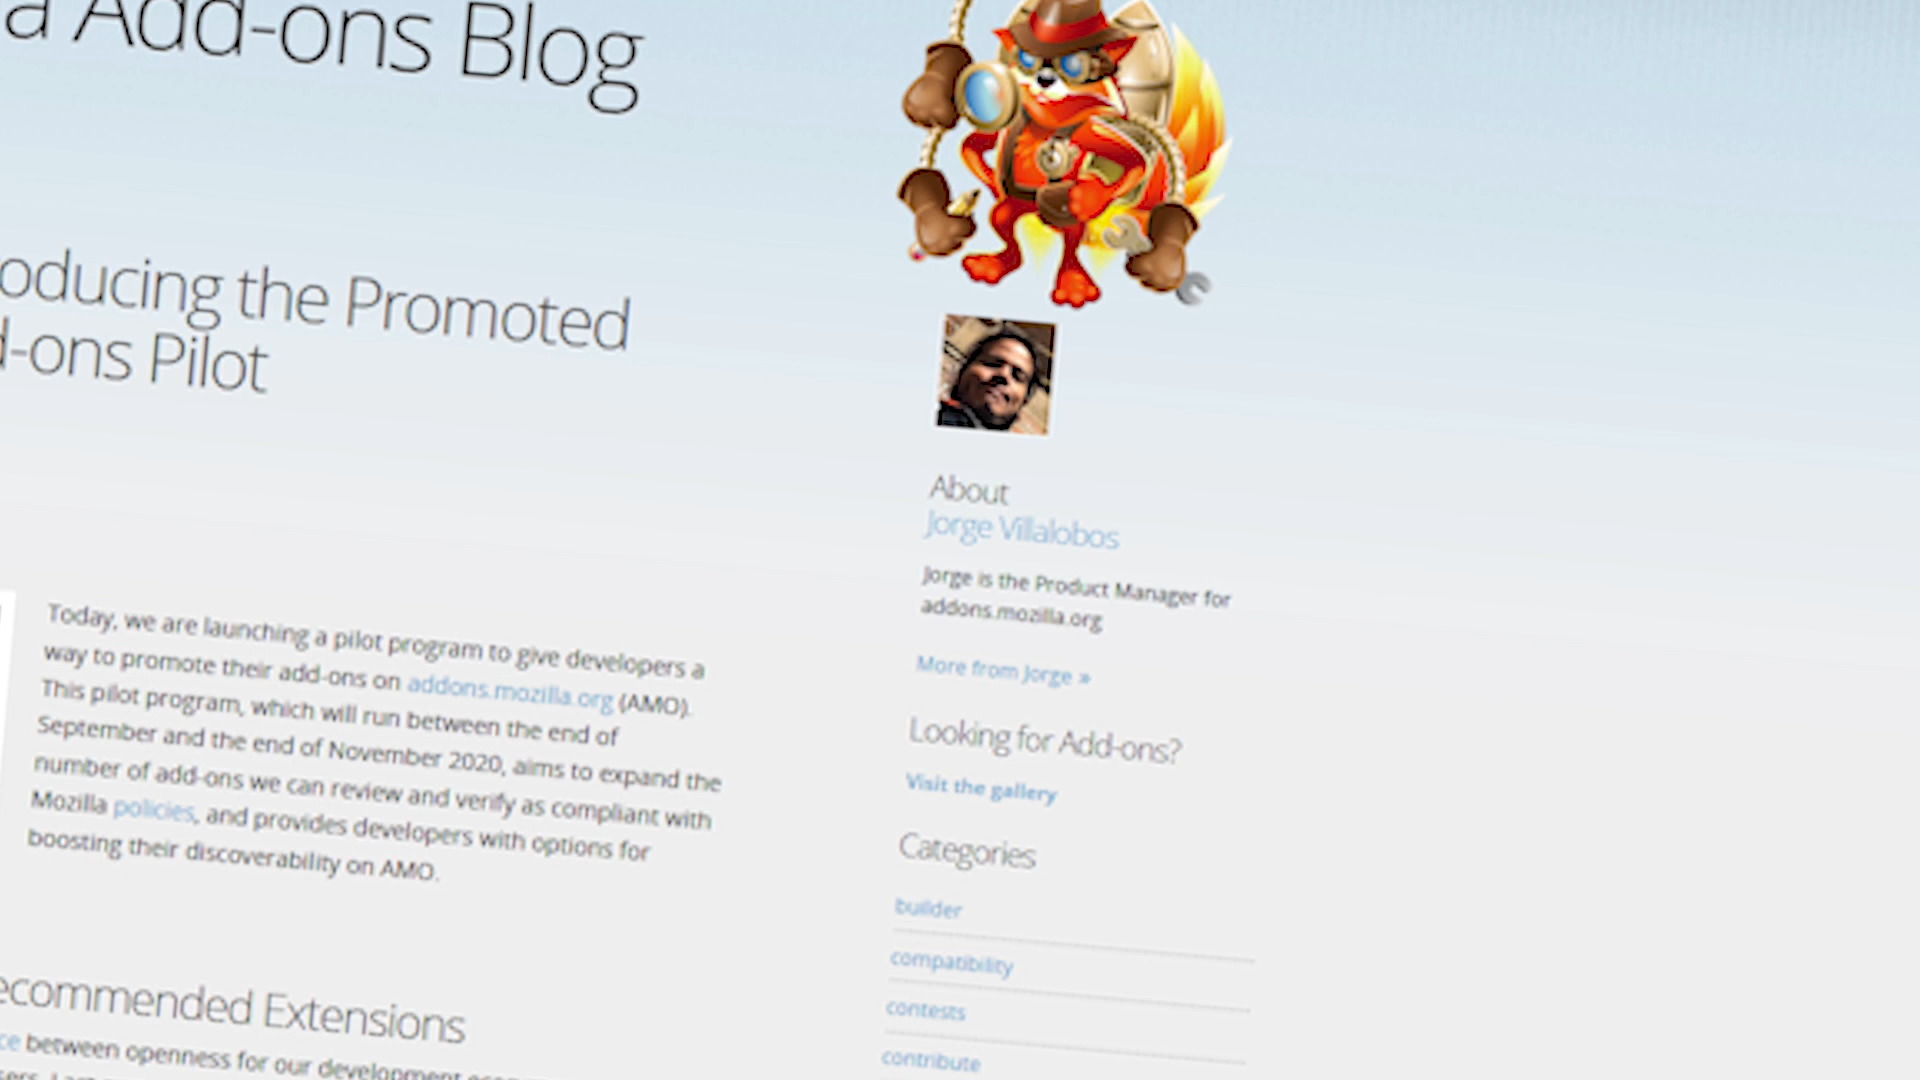 a Add-ons Blog
oducing the Promoted
d-ons Pilot
Today, we are launching a pilot program to give developers a
way to promote their add-ons on addons.mozilla.org (AMO).
This pilot program, which will run between the end of
September and the end of November 2020, aims to expand the
number of add-ons we can review and verify as compliant with
Mozilla policies, and provides developers with options for
boosting their discoverability on AMO.
ecommended Extensions
ce between openness for our development
About
Jorge Villalobos
Jorge is the Product Manager for
addons.mozilla.org
More from Jorge »
Looking for Add-ons?
Visit the gallery
Categories
builder
compatibility
contests
contribute